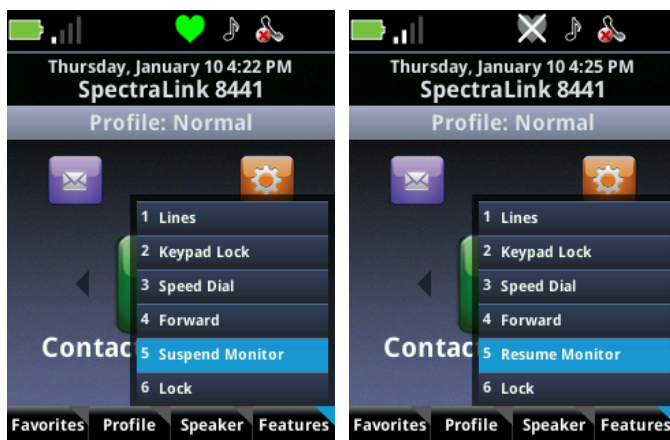 Thursday, January 10 4:22 PM
SpectraLink 8441
Profile: Normal
1 Lines
2 Keypad Lock
3 Speed Dial
4 Forward
Contac
5 Suspend Monitor
6 Lock
Favorites Profile Speaker Features
Thursday, January 10 4:25 PM
SpectraLink 8441
Profile: Normal
1 Lines
2 Keypad Lock
3 Speed Dial
4 Forward
Contac
5 Resume Monitor
6 Lock
Favorites Profile Speaker Features